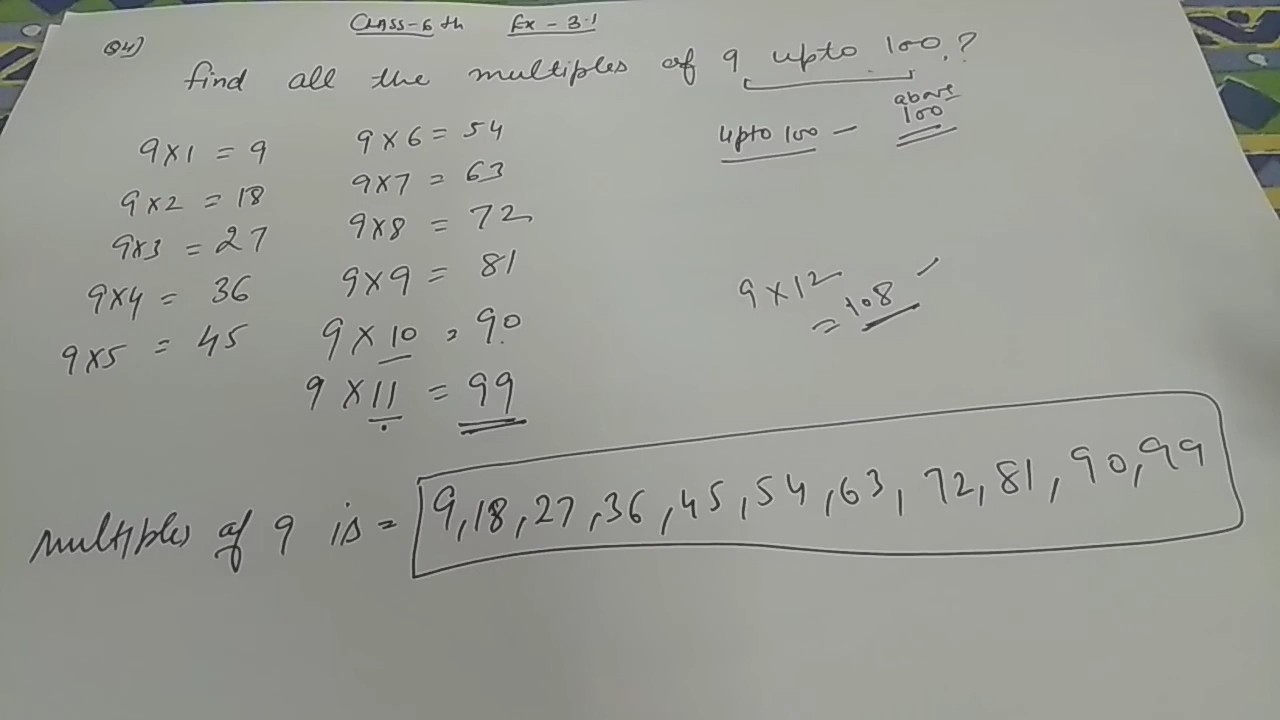 CLASS-6th Ex-3.1
Q4)
find all the multiples of 9 upto 100.?
9x1 = 9
9x2 = 18
9x3 = 27
9x4 = 36
9x5 = 45
9x6 = 54
9x7 = 63
9x8 = 72
9x9 = 81
9x10 = 90
9x11 = 99
upto 100 - above
100
9x12
= 108
multiples of 9 is = 9,18,27,36,45,54,63,72,81,90,99